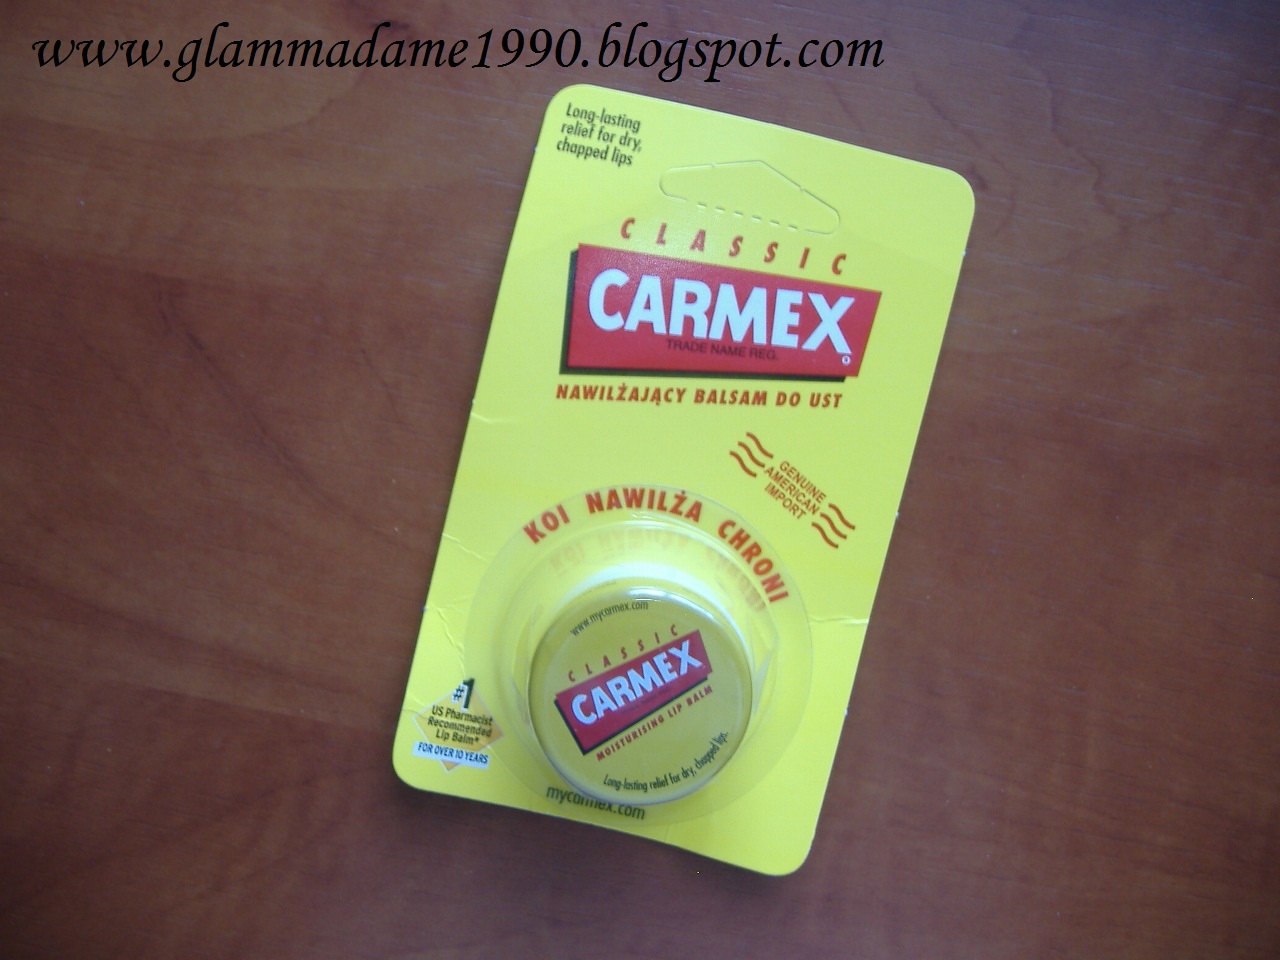 www.glammadame1990.blogspot.com
Long-lasting
relief for dry,
chapped lips
CLASSIC
CARMEX
TRADE NAME REG.
®
NAWILŻAJĄCY BALSAM DO UST
GENUINE
AMERICAN
IMPORT
KOI NAWILŻA CHRONI
www.mycarmex.com
CLASSIC
CARMEX
MOISTURISING LIP BALM
Long-lasting relief for dry, chapped lips.
#1
US Pharmacist
Recommended
Lip Balm*
FOR OVER 10 YEARS
mycarmex.com